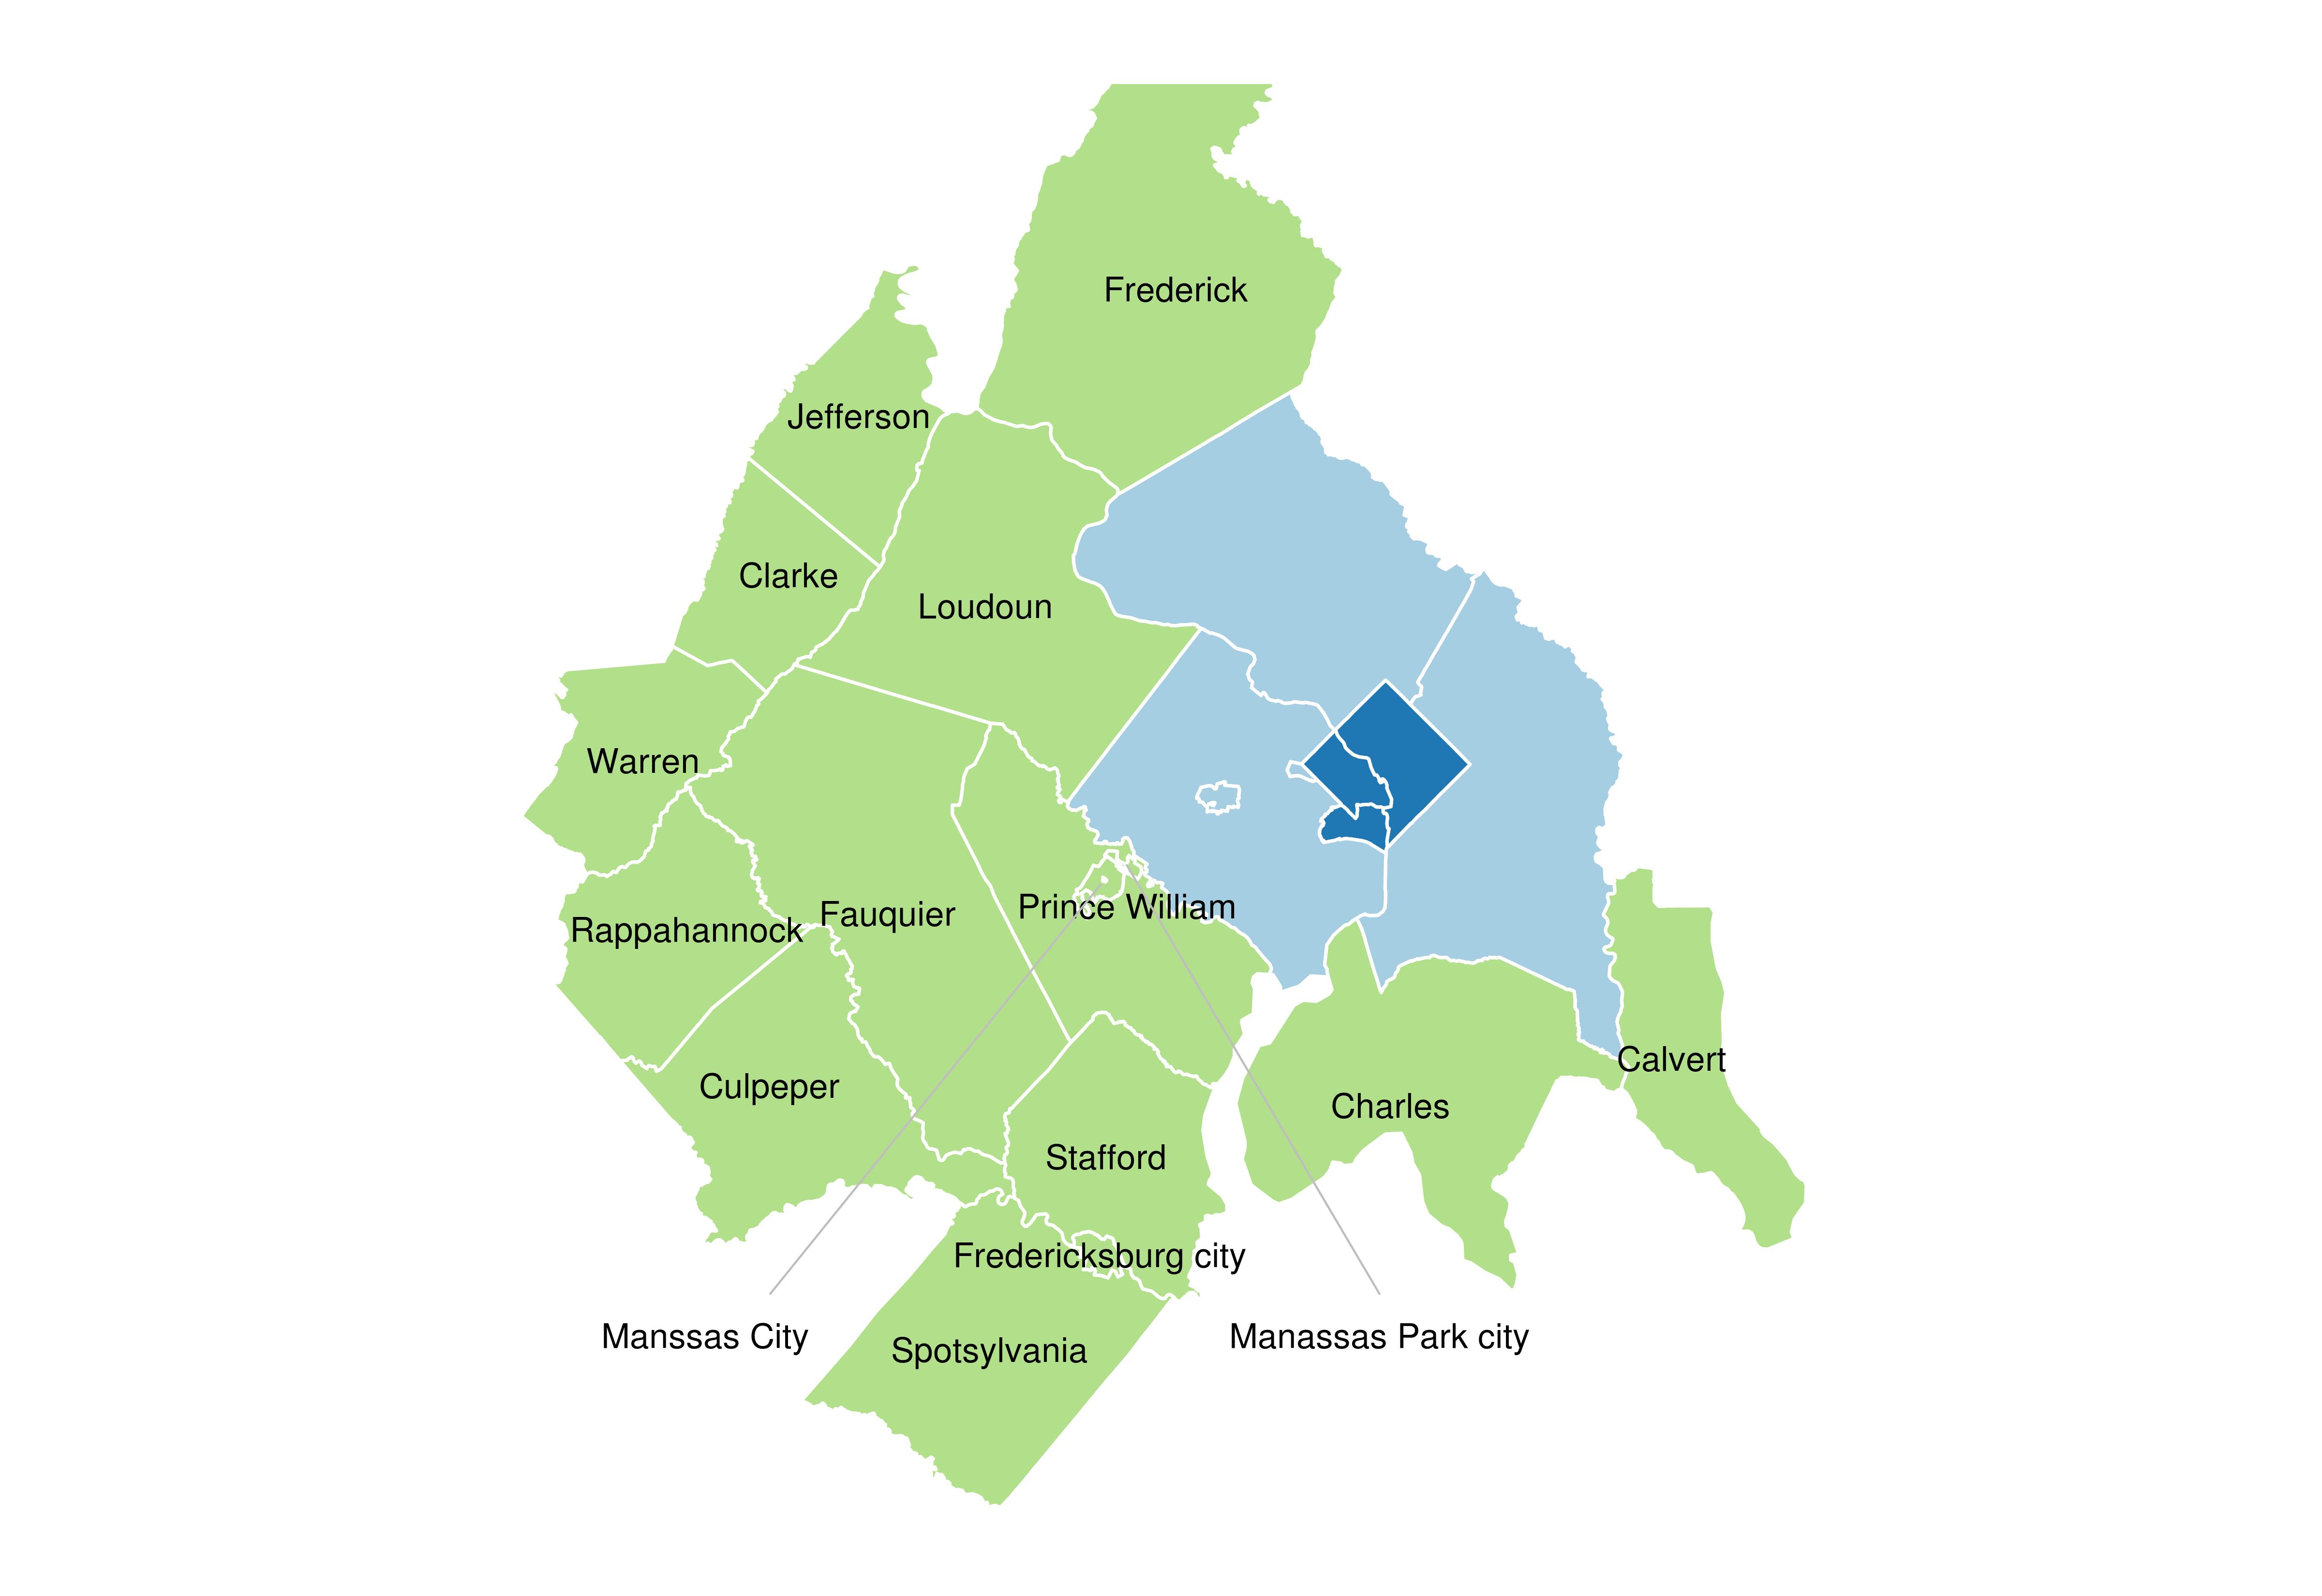 Frederick
Jefferson
Clarke
Loudoun
Warren
Prince William
Fauquier
Rappahannock
Calvert
Culpeper
Charles
Stafford
Fredericksburg city
Manssas City
Manassas Park city
Spotsylvania